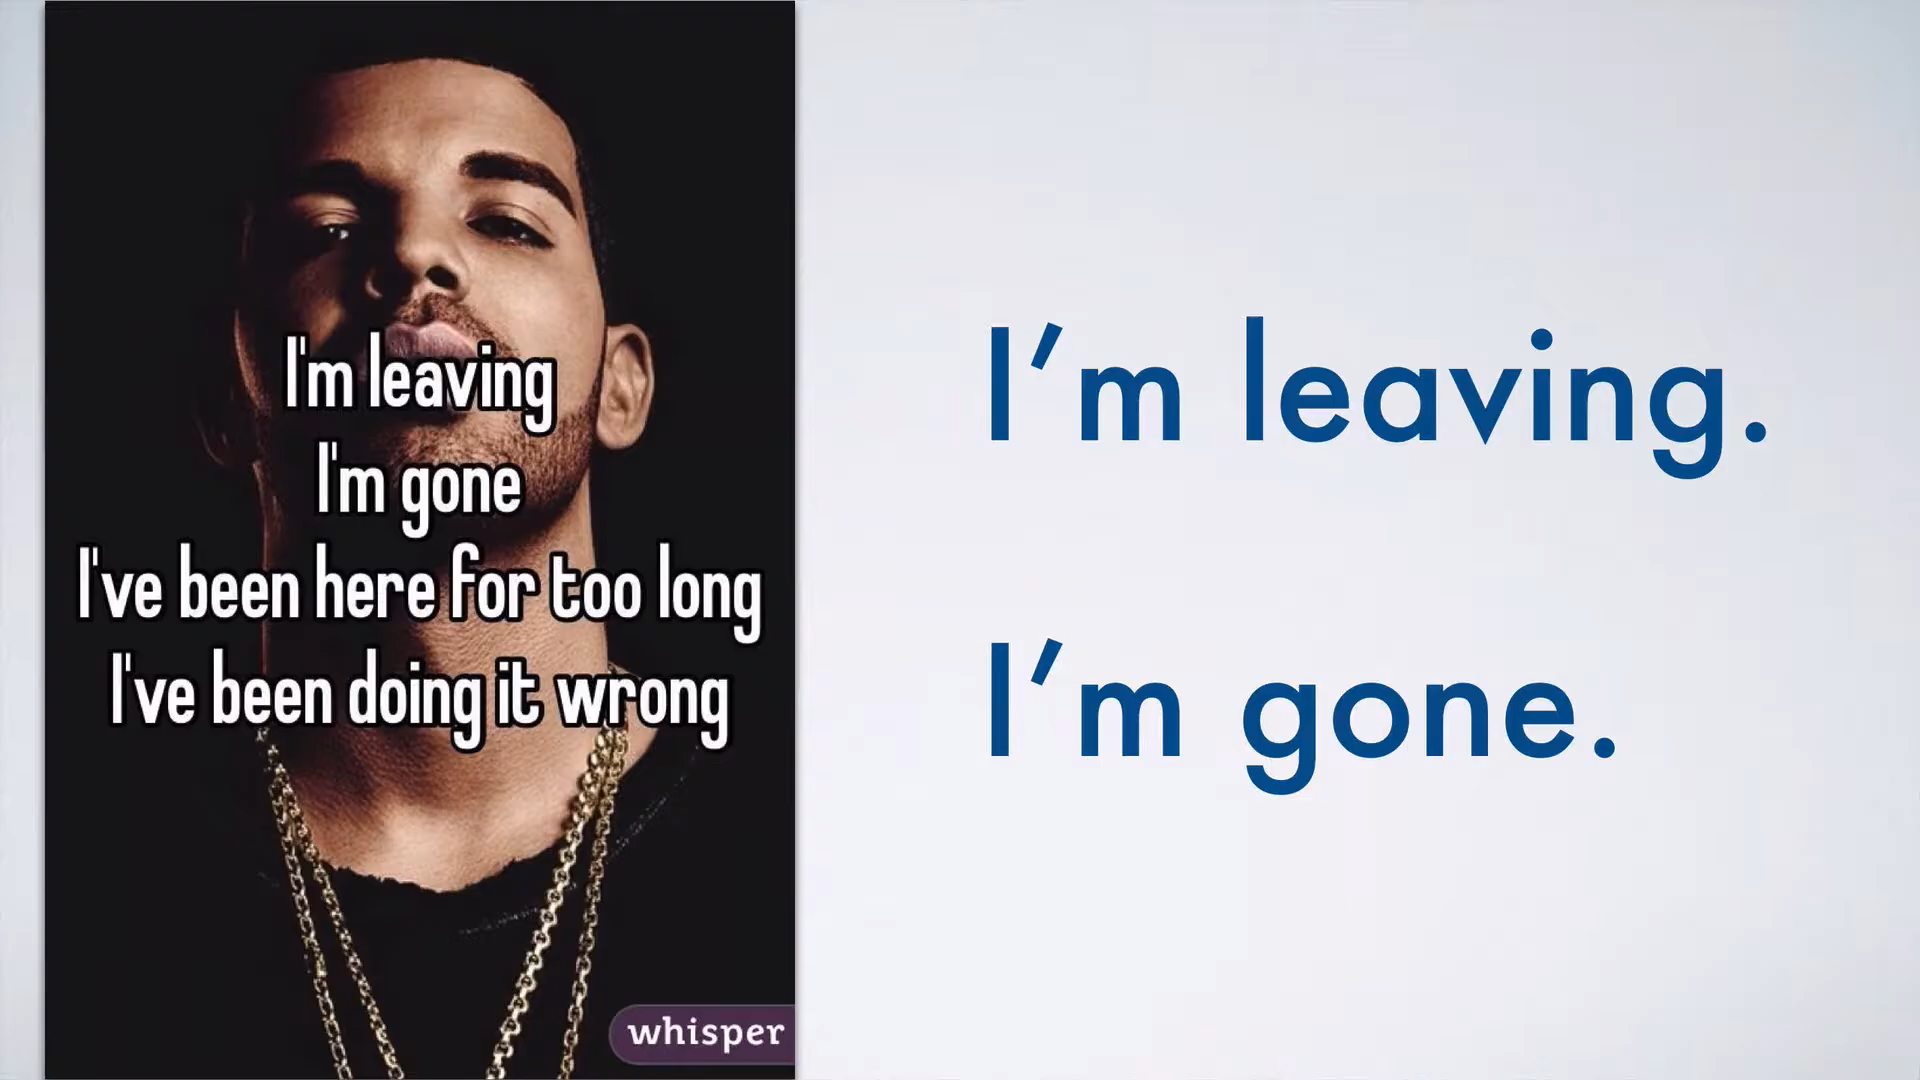 I'm leaving
I'm gone
I've been here for too long
I've been doing it wrong
whisper
I’m leaving.
I’m gone.